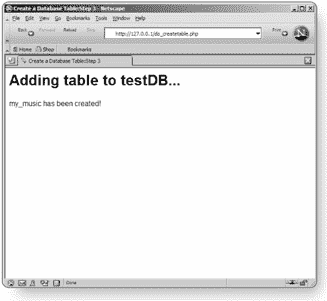 Create a Database Table:Step 3 - Netscape
File Edit View Go Bookmarks Tools Window Help
Back Forward Reload Stop http://127.0.0.1/do_createtable.php Print
Home Shop Bookmarks
Create a Database Table:Step 3
Adding table to testDB...
my_music has been created!
Done